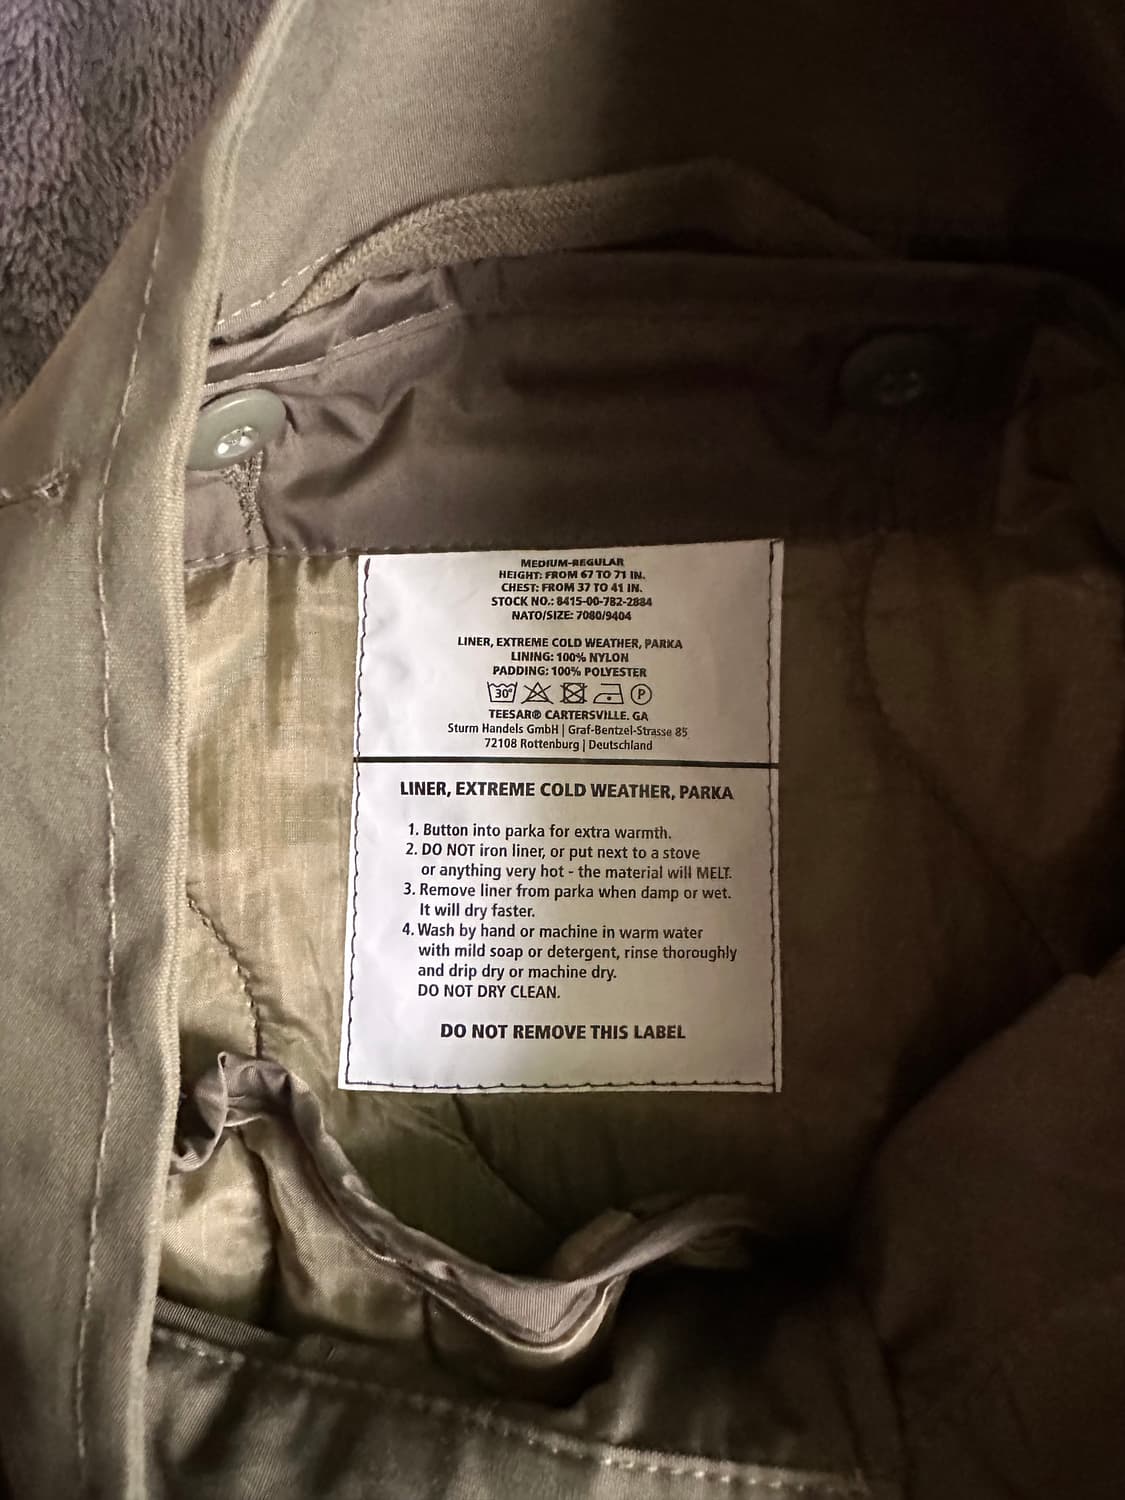 MEDIUM-REGULAR
HEIGHT: FROM 67 TO 71 IN.
CHEST: FROM 37 TO 41 IN.
STOCK NO.: 8415-00-782-2884
NATO/SIZE: 7080/9404
LINER, EXTREME COLD WEATHER, PARKA
LINING: 100% NYLON
PADDING: 100% POLYESTER
30° P
TEESAR® CARTERSVILLE. GA
Sturm Handels GmbH | Graf-Bentzel-Strasse 85
72108 Rottenburg | Deutschland
LINER, EXTREME COLD WEATHER, PARKA
1. Button into parka for extra warmth.
2. DO NOT iron liner, or put next to a stove
or anything very hot - the material will MELT.
3. Remove liner from parka when damp or wet.
It will dry faster.
4. Wash by hand or machine in warm water
with mild soap or detergent, rinse thoroughly
and drip dry or machine dry.
DO NOT DRY CLEAN.
DO NOT REMOVE THIS LABEL